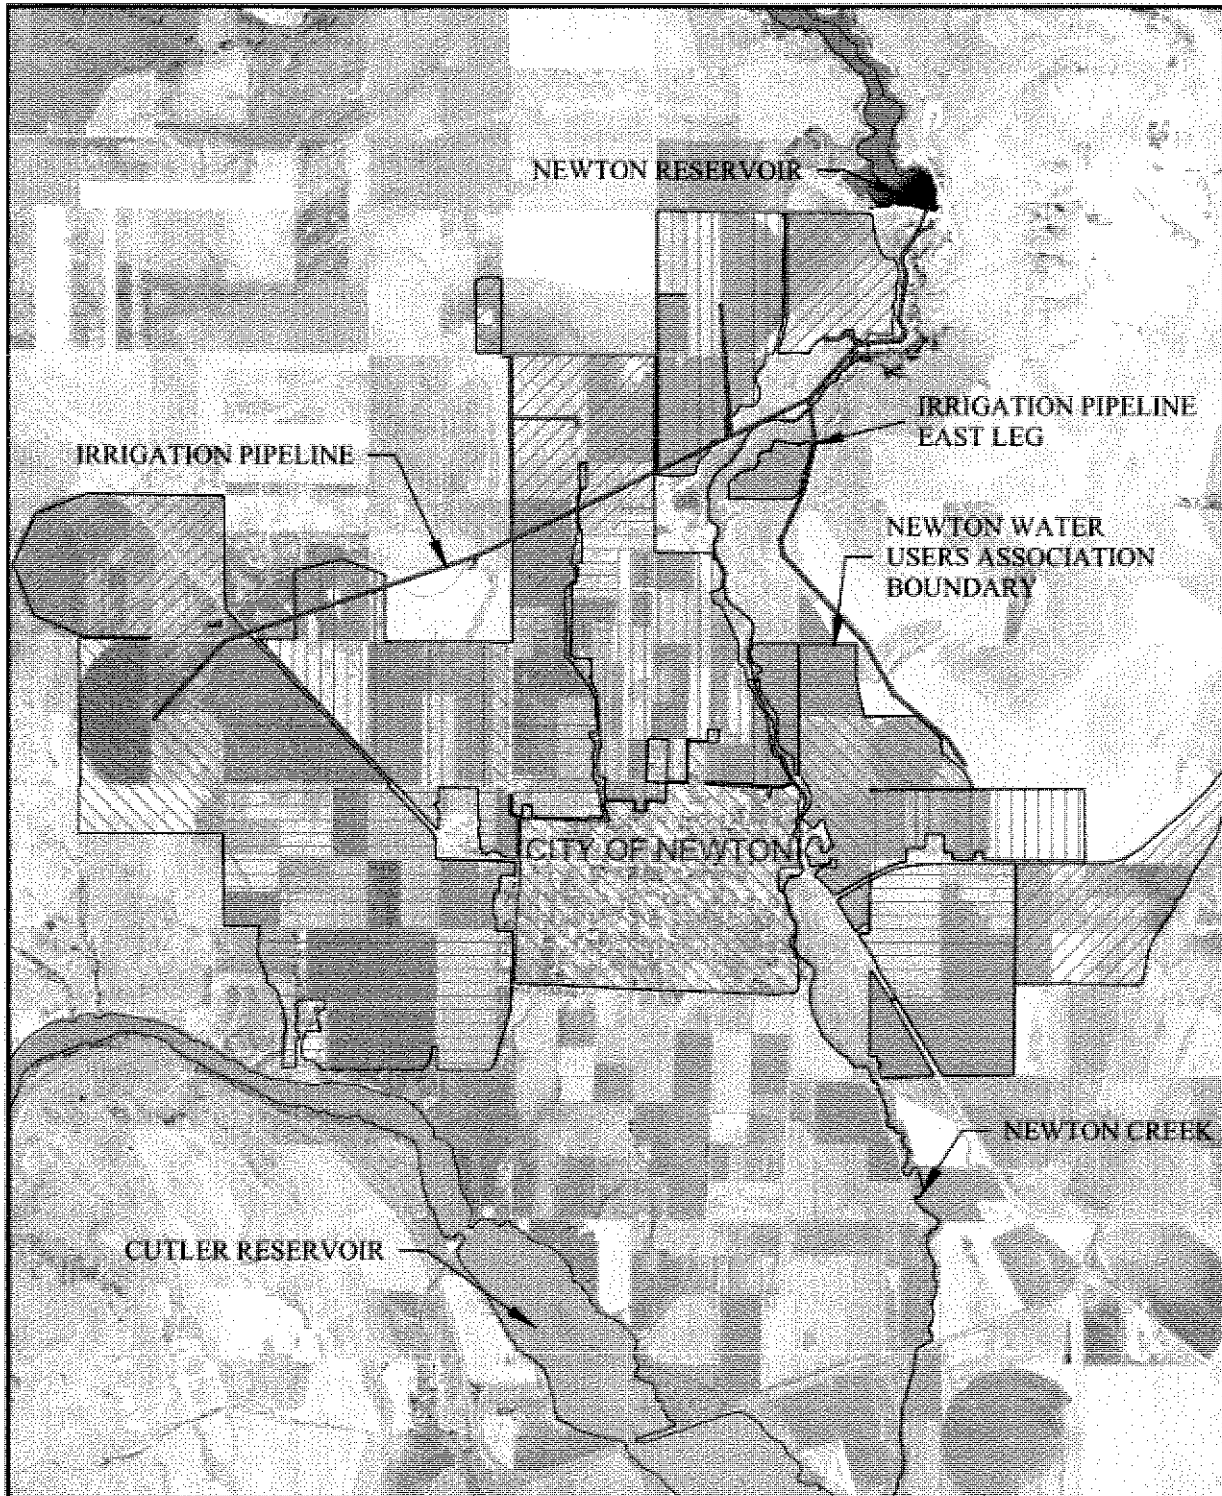 NEWTON RESERVOIR
IRRIGATION PIPELINE
EAST LEG
IRRIGATION PIPELINE
NEWTON WATER
USERS ASSOCIATION
BOUNDARY
CITY OF NEWTON
NEWTON CREEK
CUTLER RESERVOIR